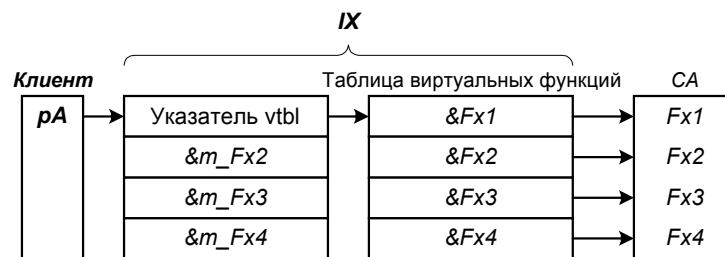 IX
Клиент Таблица виртуальных функций CA
pA Указатель vtbl &Fx1 Fx1
&m_Fx2 &Fx2 Fx2
&m_Fx3 &Fx3 Fx3
&m_Fx4 &Fx4 Fx4